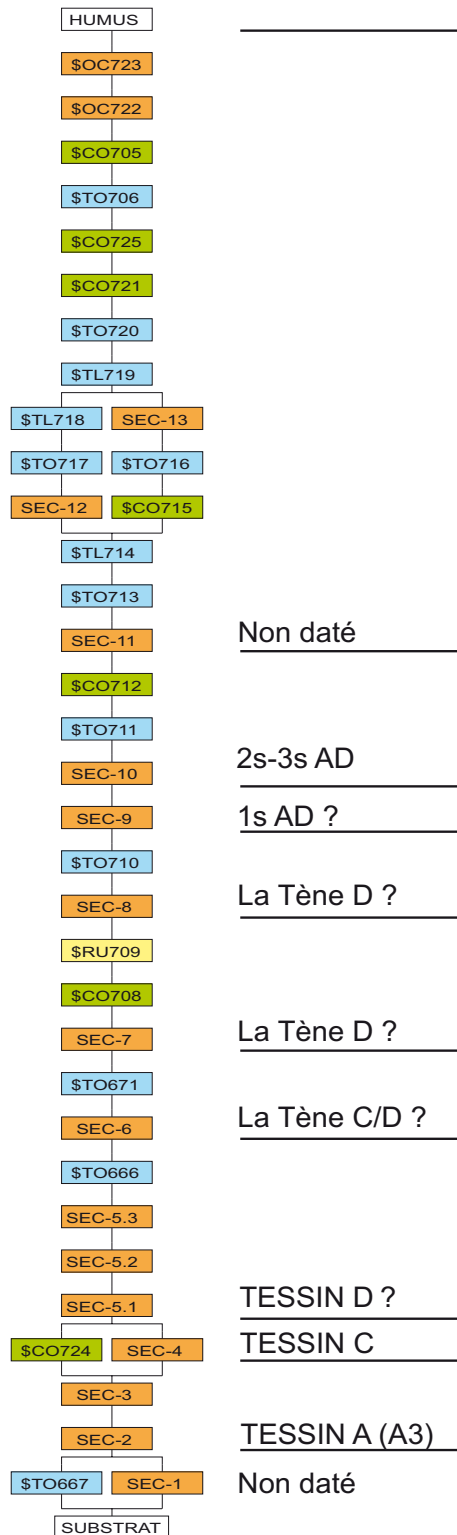 HUMUS
$OC723
$OC722
$CO705
$TO706
$CO725
$CO721
$TO720
$TL719
$TL718 SEC-13
$TO717 $TO716
SEC-12 $CO715
$TL714
$TO713
SEC-11 Non daté
$CO712
$TO711
SEC-10 2s-3s AD
SEC-9 1s AD ?
$TO710
SEC-8 La Tène D ?
$RU709
$CO708
SEC-7 La Tène D ?
$TO671
SEC-6 La Tène C/D ?
$TO666
SEC-5.3
SEC-5.2
SEC-5.1 TESSIN D ?
$CO724 SEC-4 TESSIN C
SEC-3
SEC-2 TESSIN A (A3)
$TO667 SEC-1 Non daté
SUBSTRAT